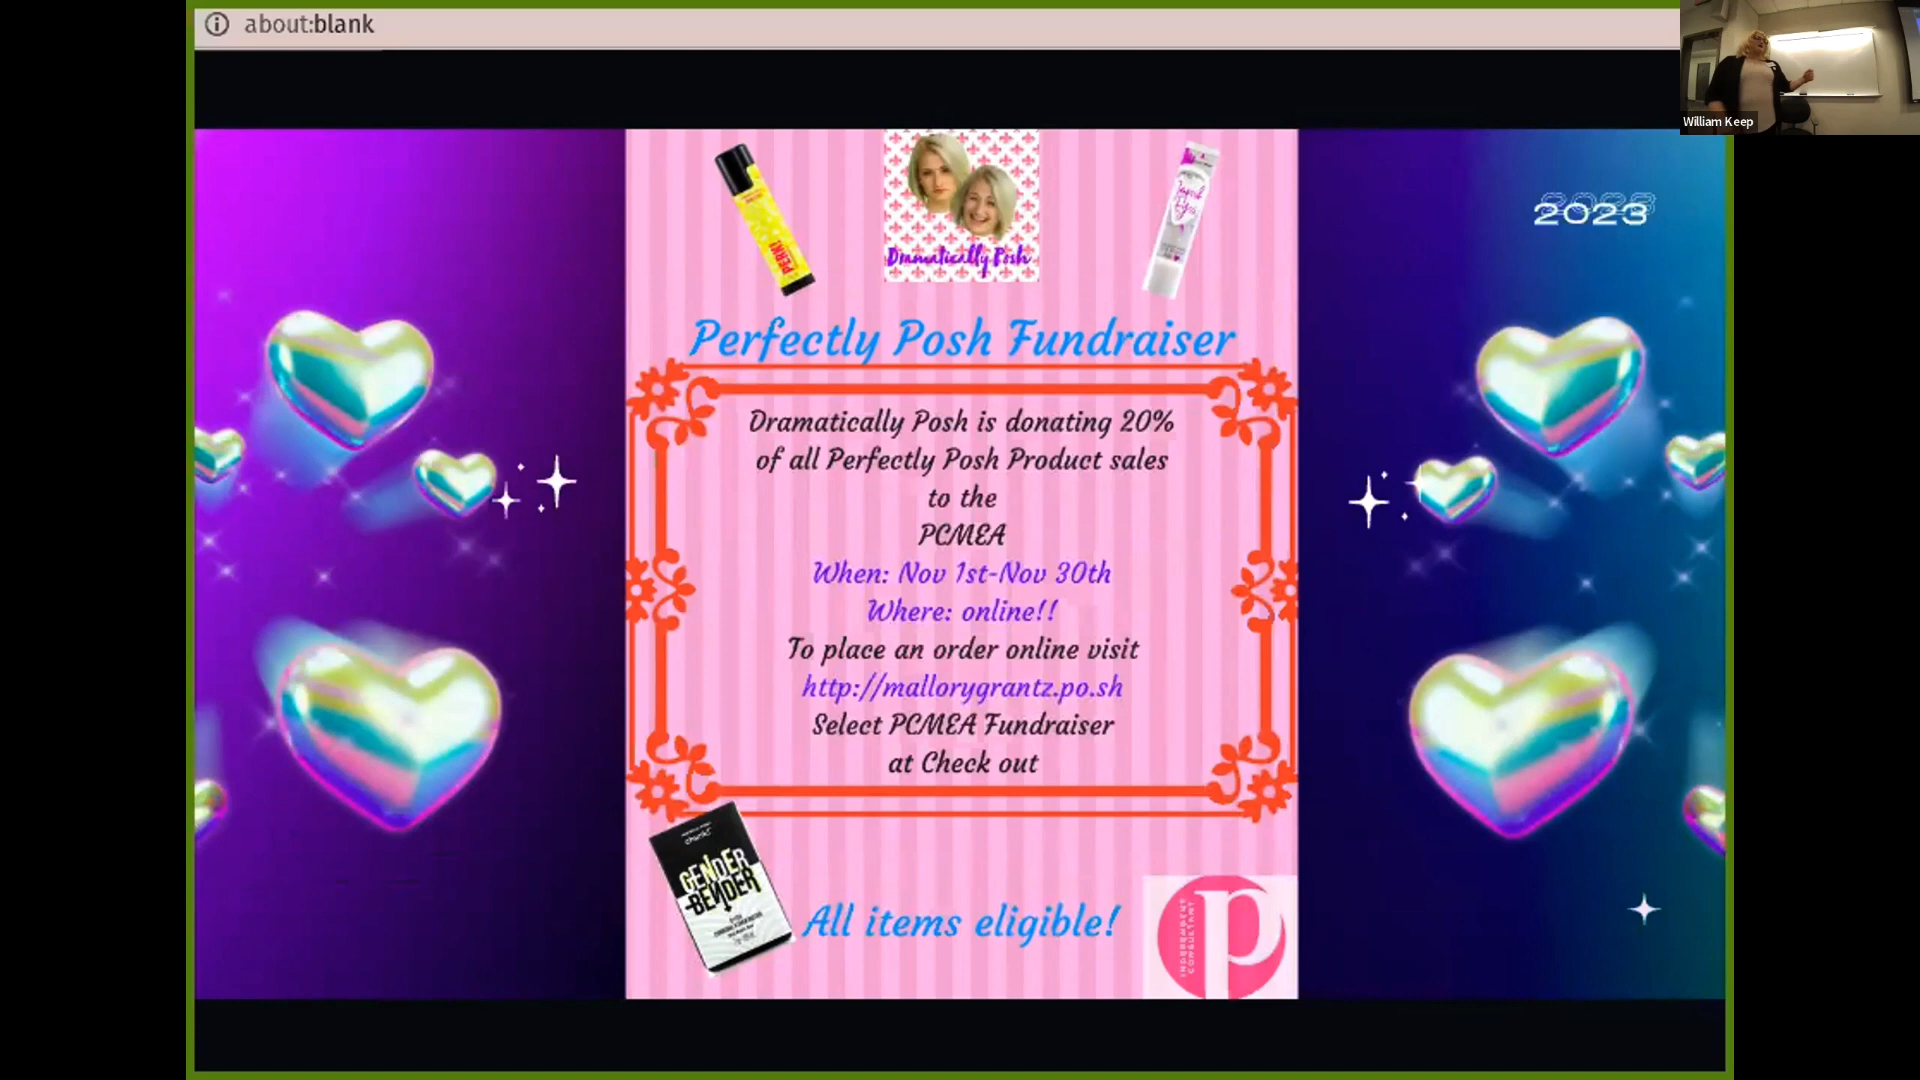 about:blank
William Keep
2023
PERK!
Dramatically Posh
Perfectly Posh Fundraiser
Dramatically Posh is donating 20%
of all Perfectly Posh Product sales
to the
PCMEA
When: Nov 1st-Nov 30th
Where: online!!
To place an order online visit
http://mallorygrantz.po.sh
Select PCMEA Fundraiser
at Check out
GENDER
BENDER
All items eligible!
INDEPENDENT
CONSULTANT
P